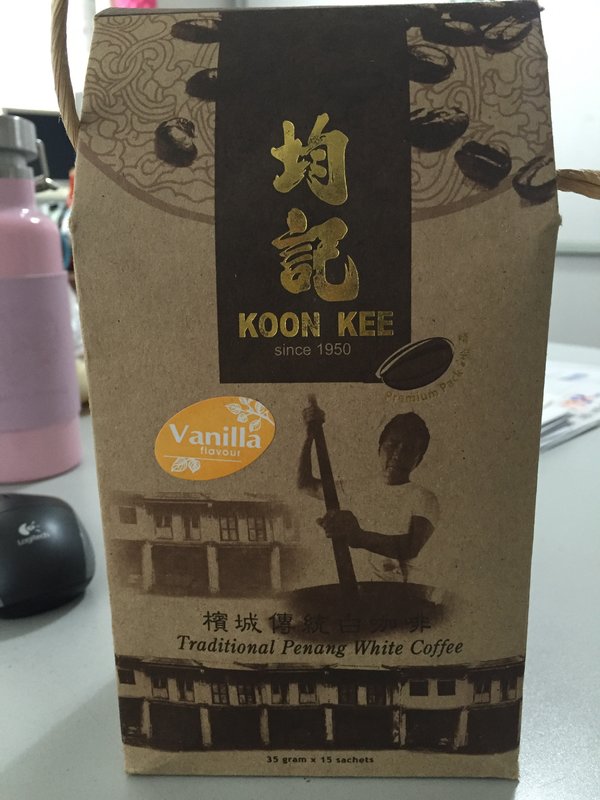 均
記
KOON KEE
since 1950
Premium Pack
Vanilla
flavour
Logitech
檳城傳統白咖啡
Traditional Penang White Coffee
35 gram x 15 sachets